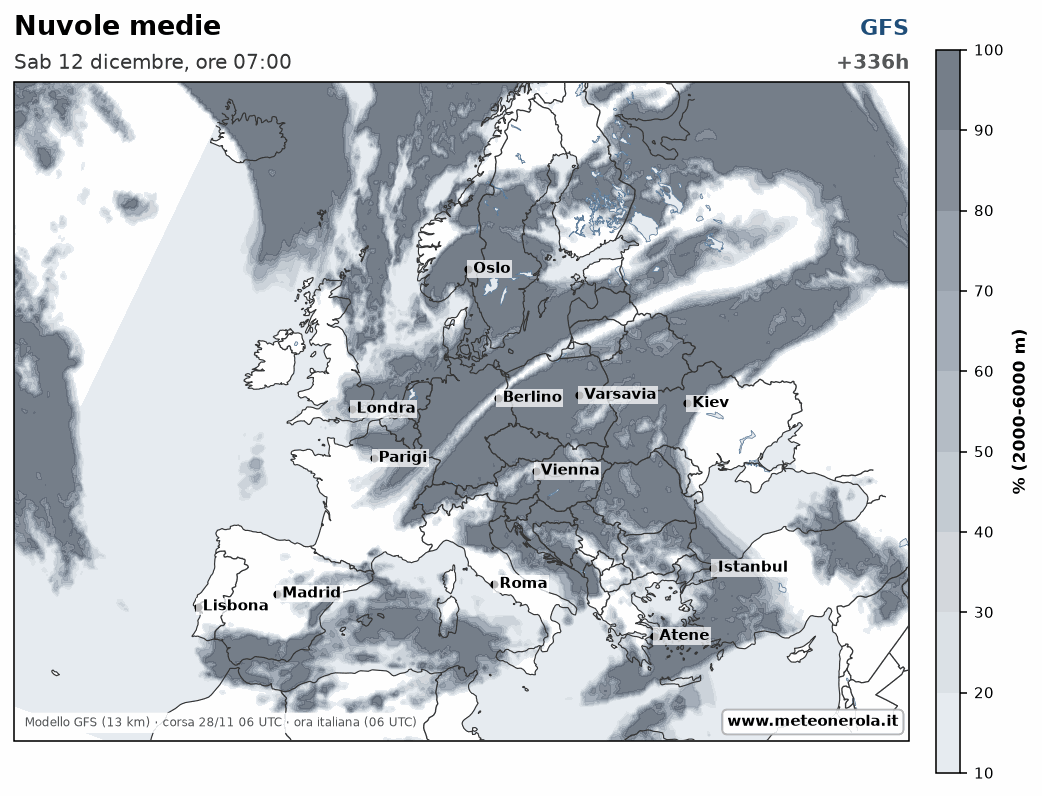 Nuvole medie
GFS
Sab 12 dicembre, ore 07:00
+336h
100
90
80
70
60
50
40
30
20
10
% (2000-6000 m)
Oslo
Berlino
Varsavia
Kiev
Londra
Parigi
Vienna
Istanbul
Roma
Madrid
Lisbona
Atene
Modello GFS (13 km) · corsa 28/11 06 UTC · ora italiana (06 UTC)
www.meteonerola.it